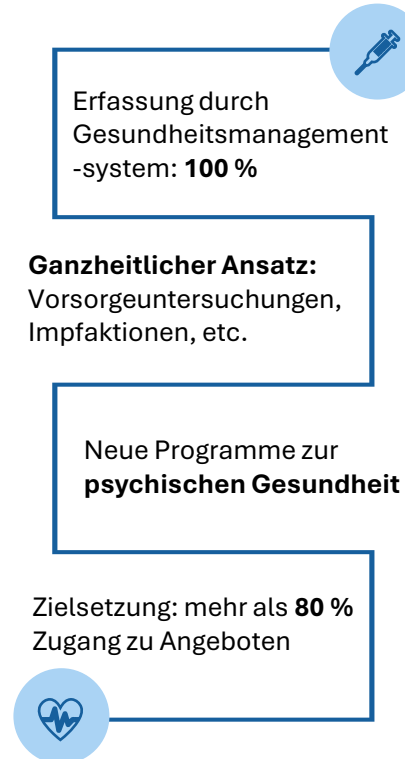 Erfassung durch
Gesundheitsmanagement
-system: 100 %
Ganzheitlicher Ansatz:
Vorsorgeuntersuchungen,
Impfaktionen, etc.
Neue Programme zur
psychischen Gesundheit
Zielsetzung: mehr als 80 %
Zugang zu Angeboten